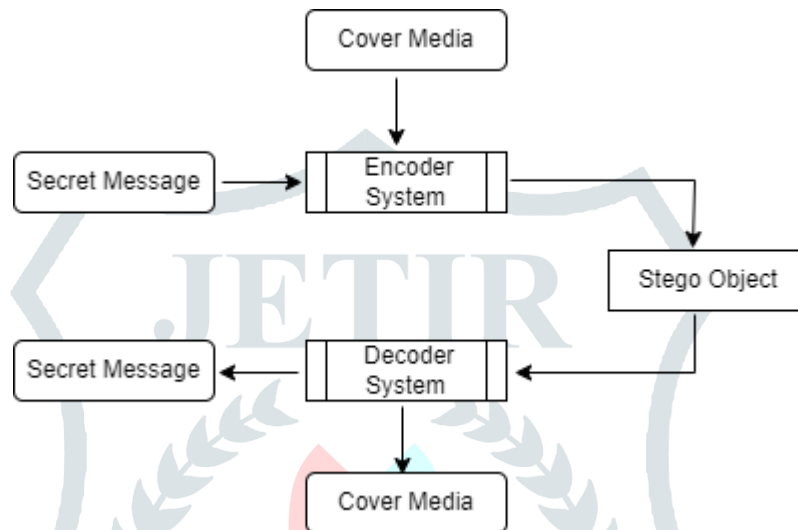 Cover Media
Secret Message
Encoder
System
Stego Object
JETIR
Secret Message
Decoder
System
Cover Media